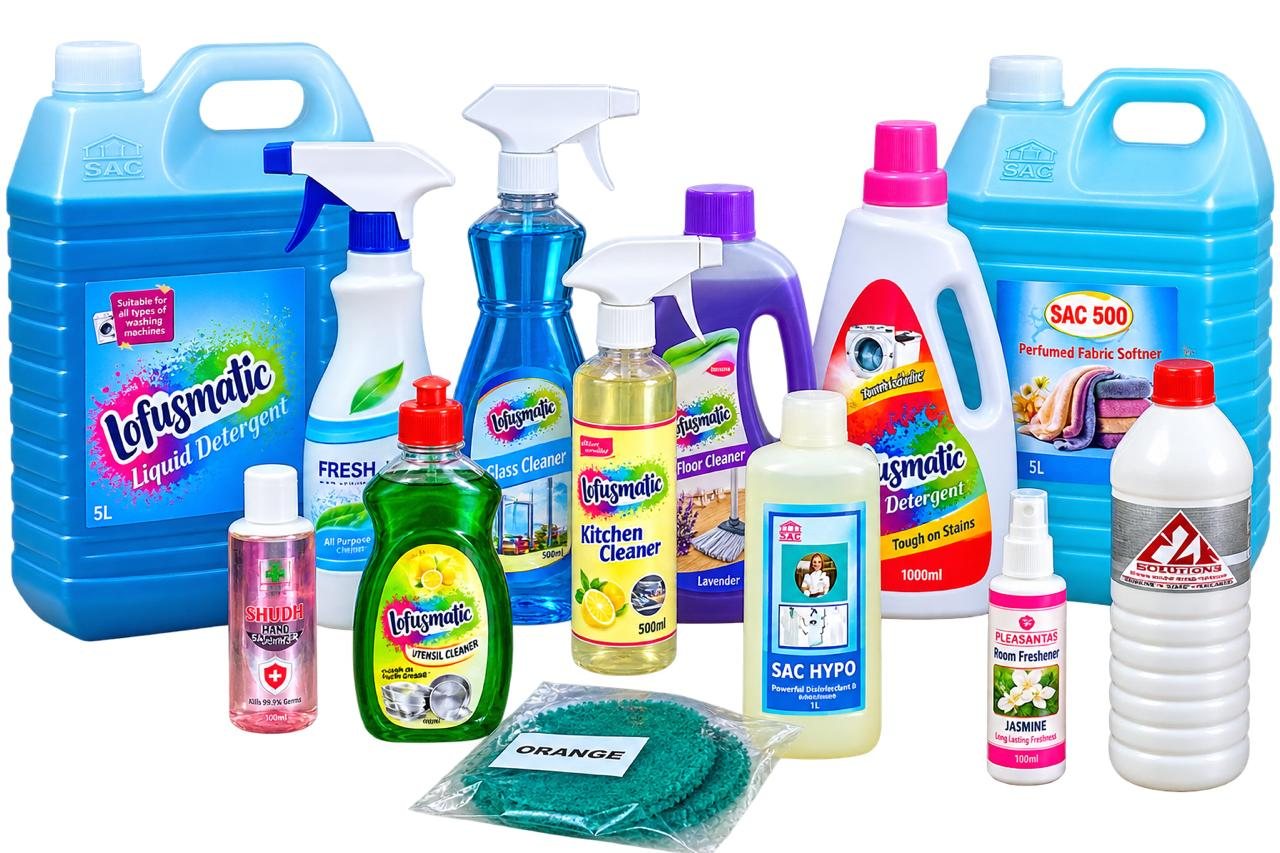 SAC
Suitable for
all types of
washing
machines
Lofusmatic
Liquid Detergent
5L
FRESH
All Purpose
Cleaner
Lofusmatic
Glass Cleaner
500ml
Lofusmatic
Kitchen
Cleaner
500ml
fusmatic
Floor Cleaner
Lavender
usmatic
Detergent
Tough on Stains
1000ml
SAC
SAC 500
Perfumed Fabric Softner
5L
SHUDH
HAND
Kills 99.9% Germs
100ml
Lofusmatic
UTENSIL CLEANER
ORANGE
SAC
SAC HYPO
Powerful Disinfectant &
1L
PLEASANTAS
Room Freshener
JASMINE
Long Lasting Freshness
100ml
SOLUTIONS